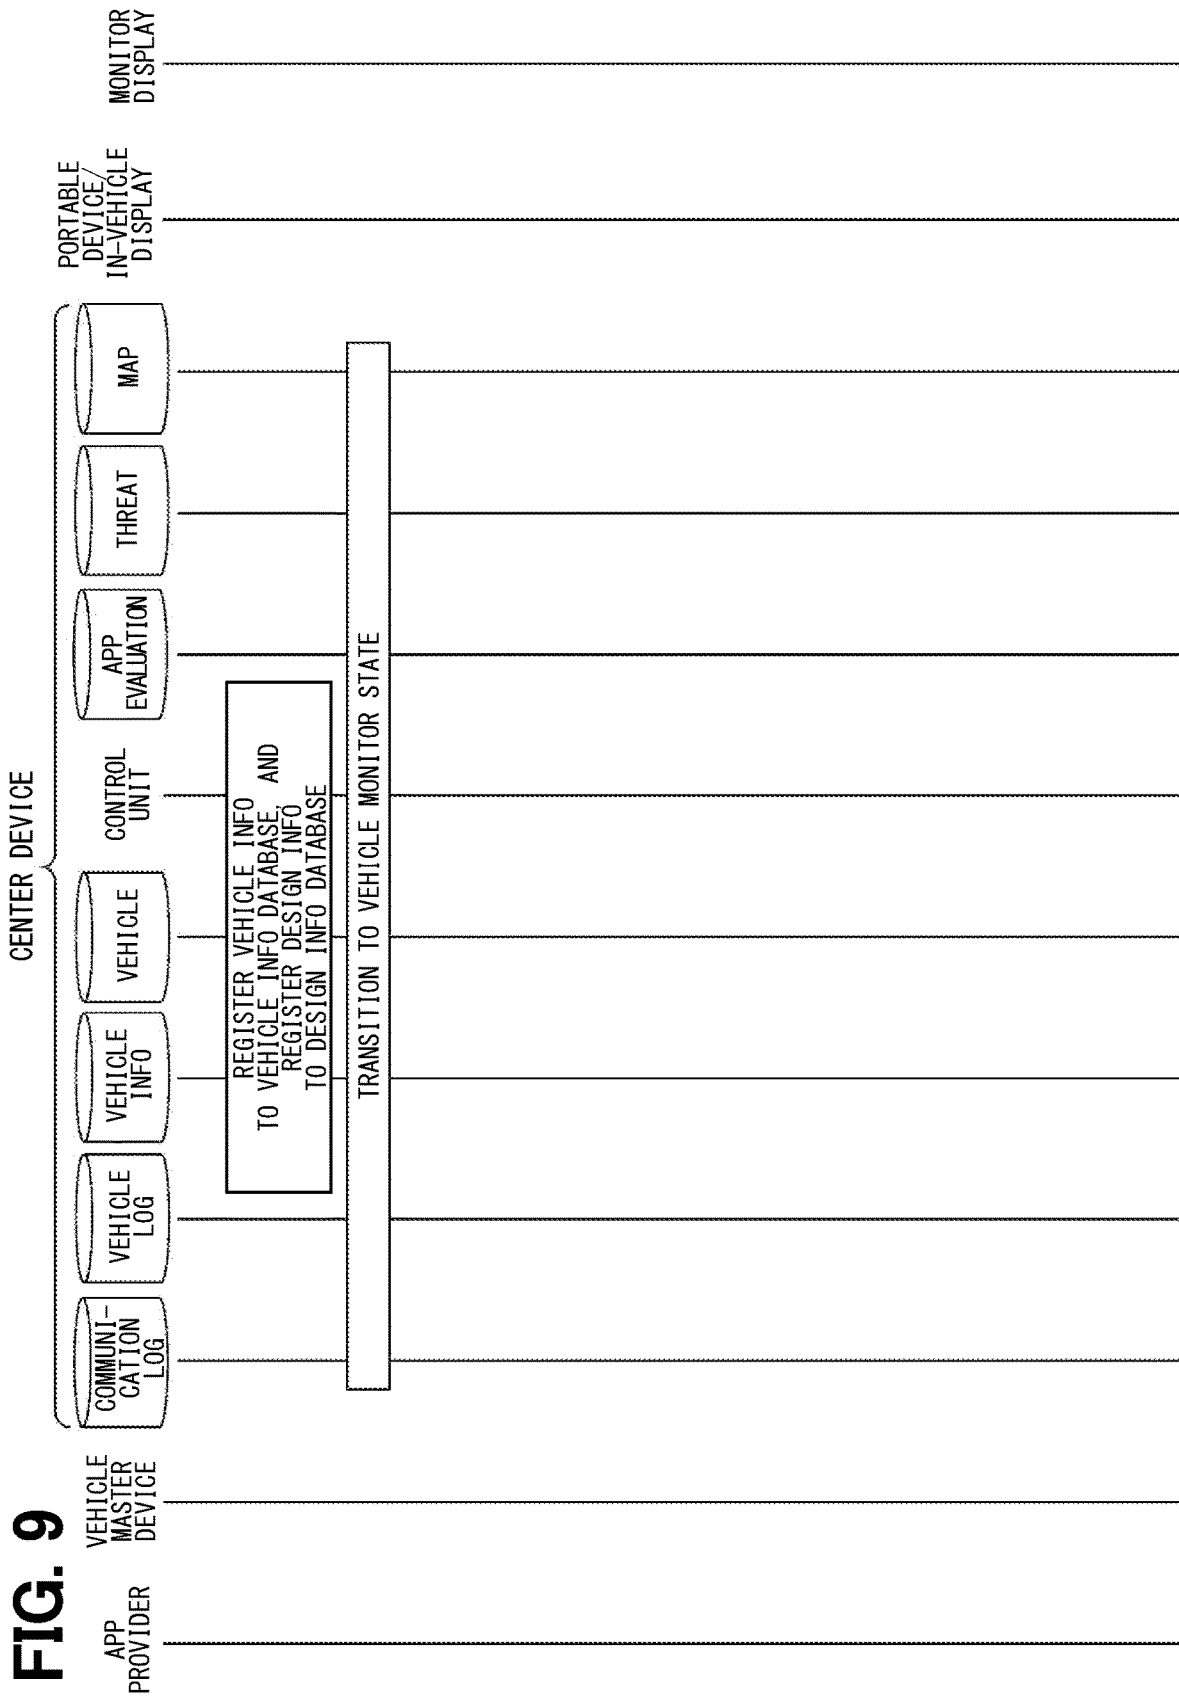 FIG. 9
CENTER DEVICE
APP
PROVIDER
VEHICLE
MASTER
DEVICE
COMMUNI-
CATION
LOG
VEHICLE
LOG
VEHICLE
INFO
VEHICLE
CONTROL
UNIT
APP
EVALUATION
THREAT
MAP
PORTABLE
DEVICE/
IN-VEHICLE
DISPLAY
MONITOR
DISPLAY
REGISTER VEHICLE INFO
TO VEHICLE INFO DATABASE, AND
REGISTER DESIGN INFO
TO DESIGN INFO DATABASE
TRANSITION TO VEHICLE MONITOR STATE